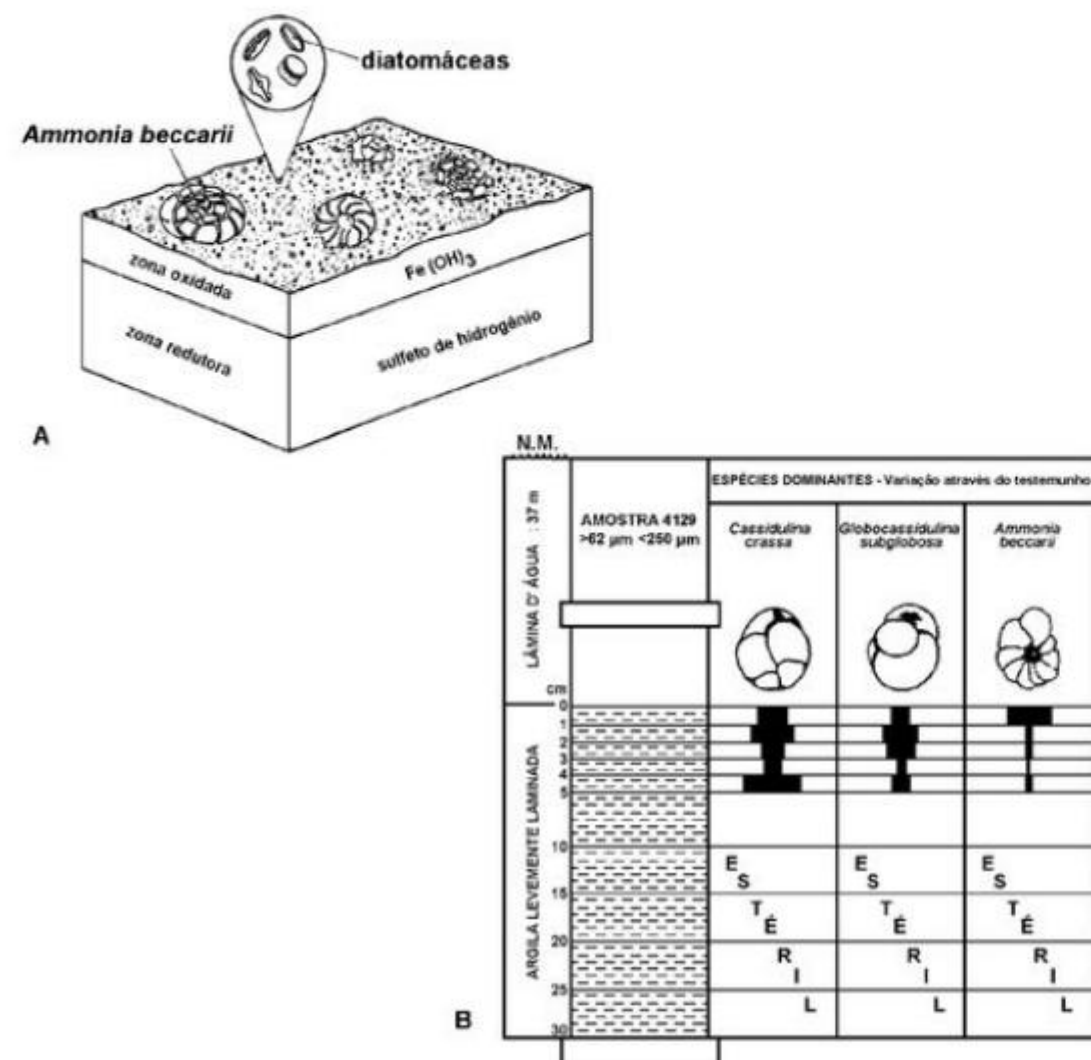 diatomáceas
Ammonia beccarii
zona oxidada
Fe (OH)3
zona redutora
sulfeto de hidrogênio
A
N.M.
LÂMINA D' ÁGUA : 37 m
AMOSTRA 4129
>62 µm <250 µm
ESPÉCIES DOMINANTES - Variação através do testemunho
Cassidulina
crassa
Globocassidulina
subglobosa
Ammonia
beccarii
cm
0
1
2
3
4
5
10
15
20
25
30
ARGILA LEVEMENTE LAMINADA
E S T É R I L
E S T É R I L
E S T É R I L
B